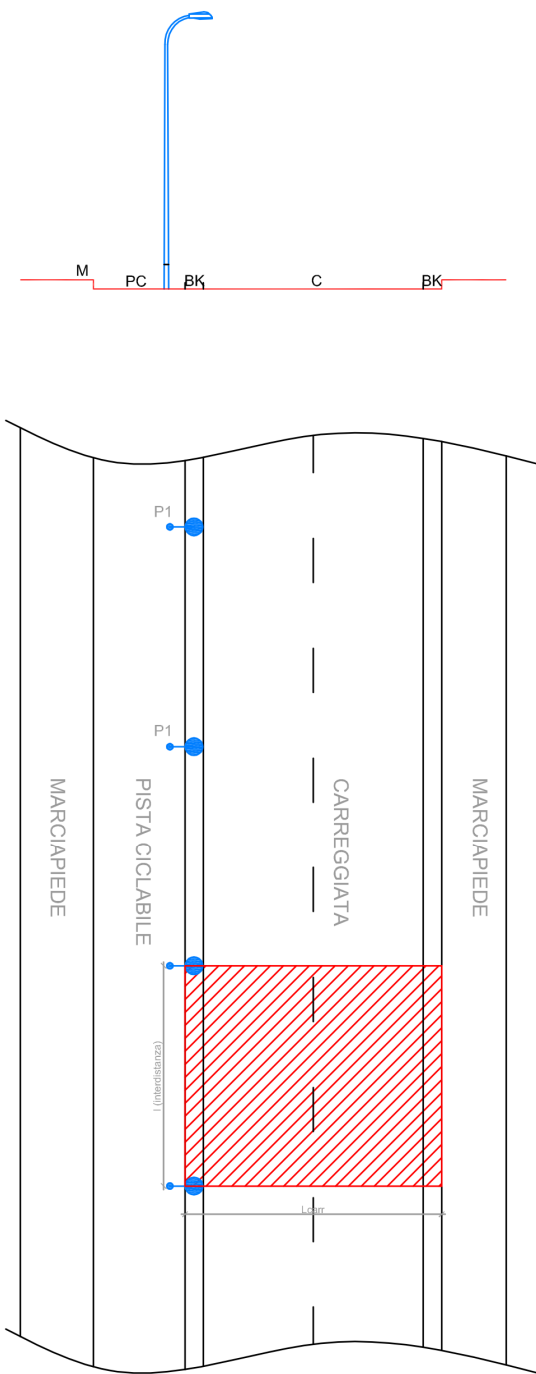 M
PC
BK
C
BK
P1
P1
MARCIAPIEDE
PISTA CICLABILE
CARREGGIATA
MARCIAPIEDE
I (interdistanza)
Lcarr